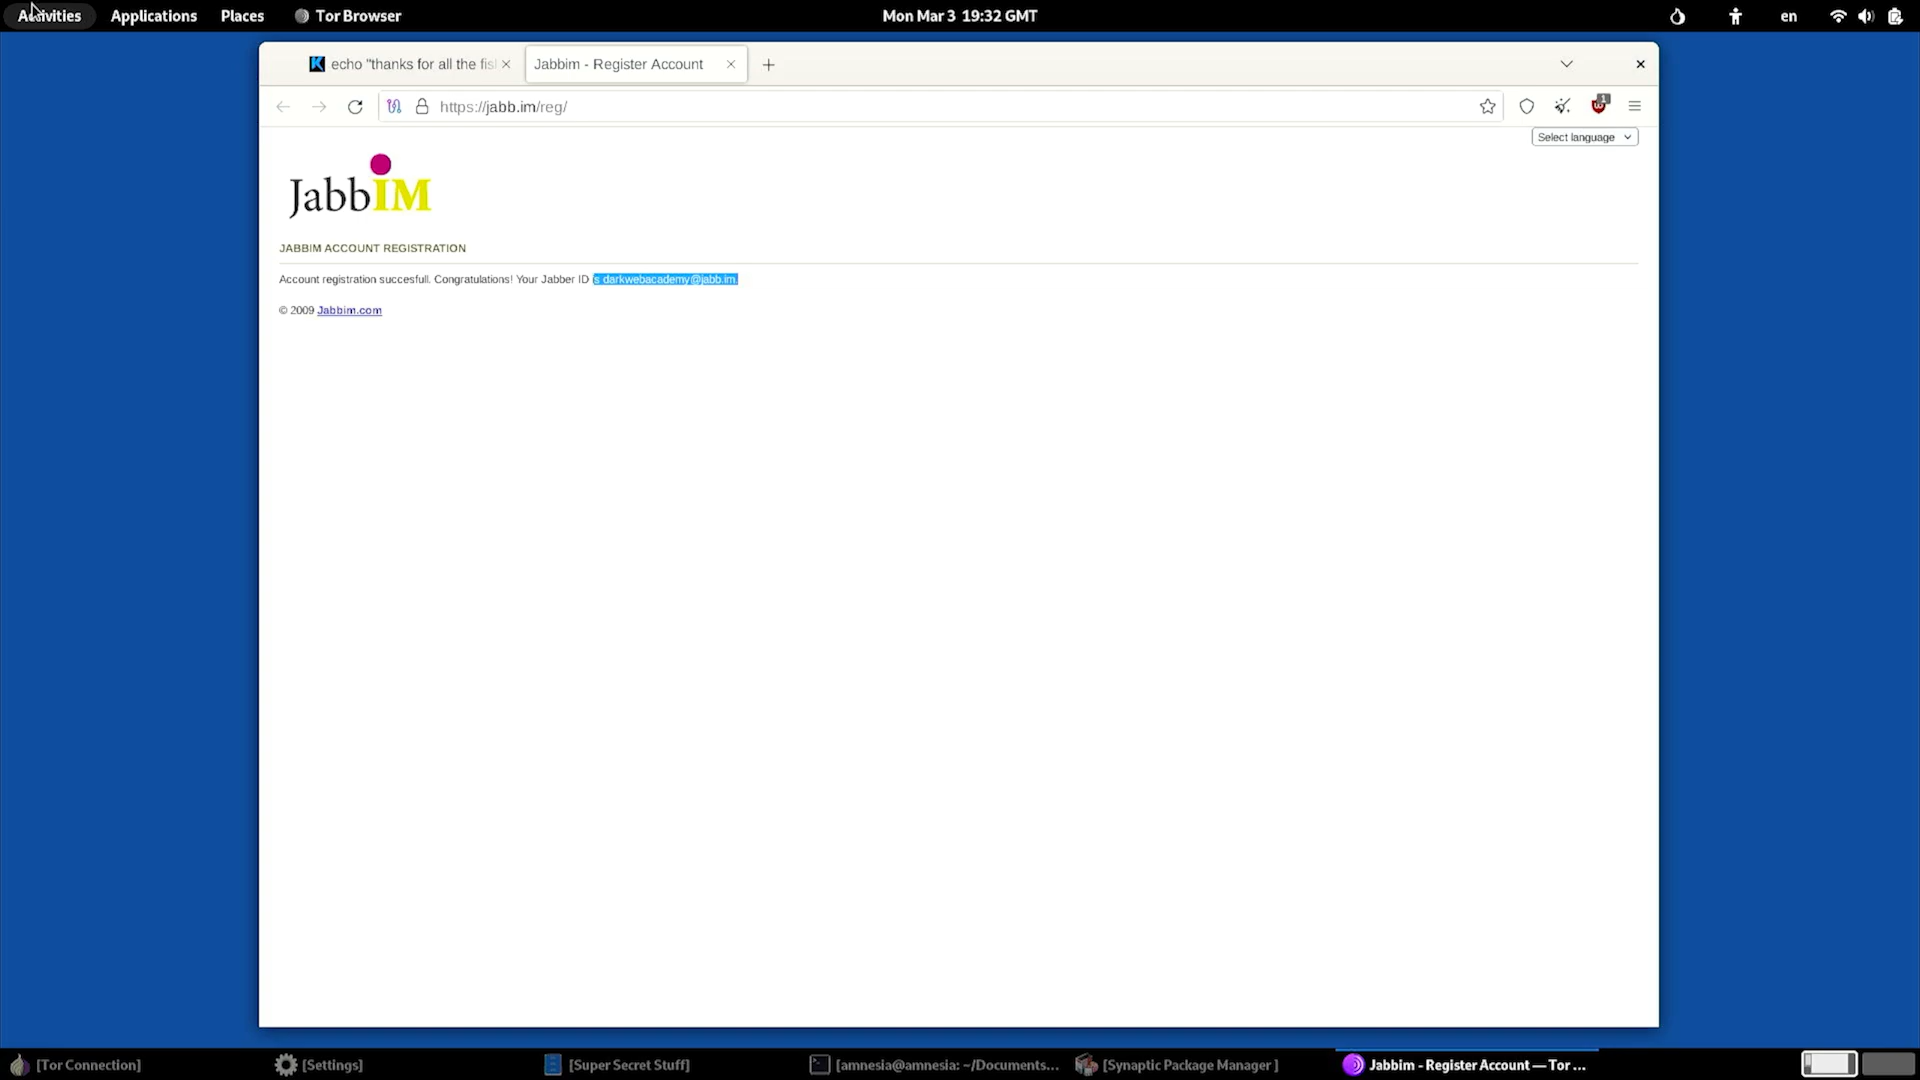 Activities Applications Places Tor Browser Mon Mar 3 19:32 GMT en
echo "thanks for all the fis Jabbim - Register Account
https://jabb.im/reg/ 1
Select language
JabbIM
JABBIM ACCOUNT REGISTRATION
Account registration succesfull. Congratulations! Your Jabber ID is darkwebacademy@jabb.im.
© 2009 Jabbim.com
[Tor Connection] [Settings] [Super Secret Stuff] [amnesia@amnesia: ~/Documents... [Synaptic Package Manager ] Jabbim - Register Account — Tor ...